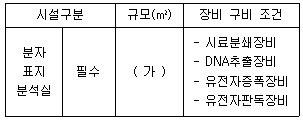 시설구분 규모(㎡) 장비 구비 조건
분자
표지
분석실
필수
( 가 )
- 시료분쇄장비
- DNA추출장비
- 유전자증폭장비
- 유전자판독장비